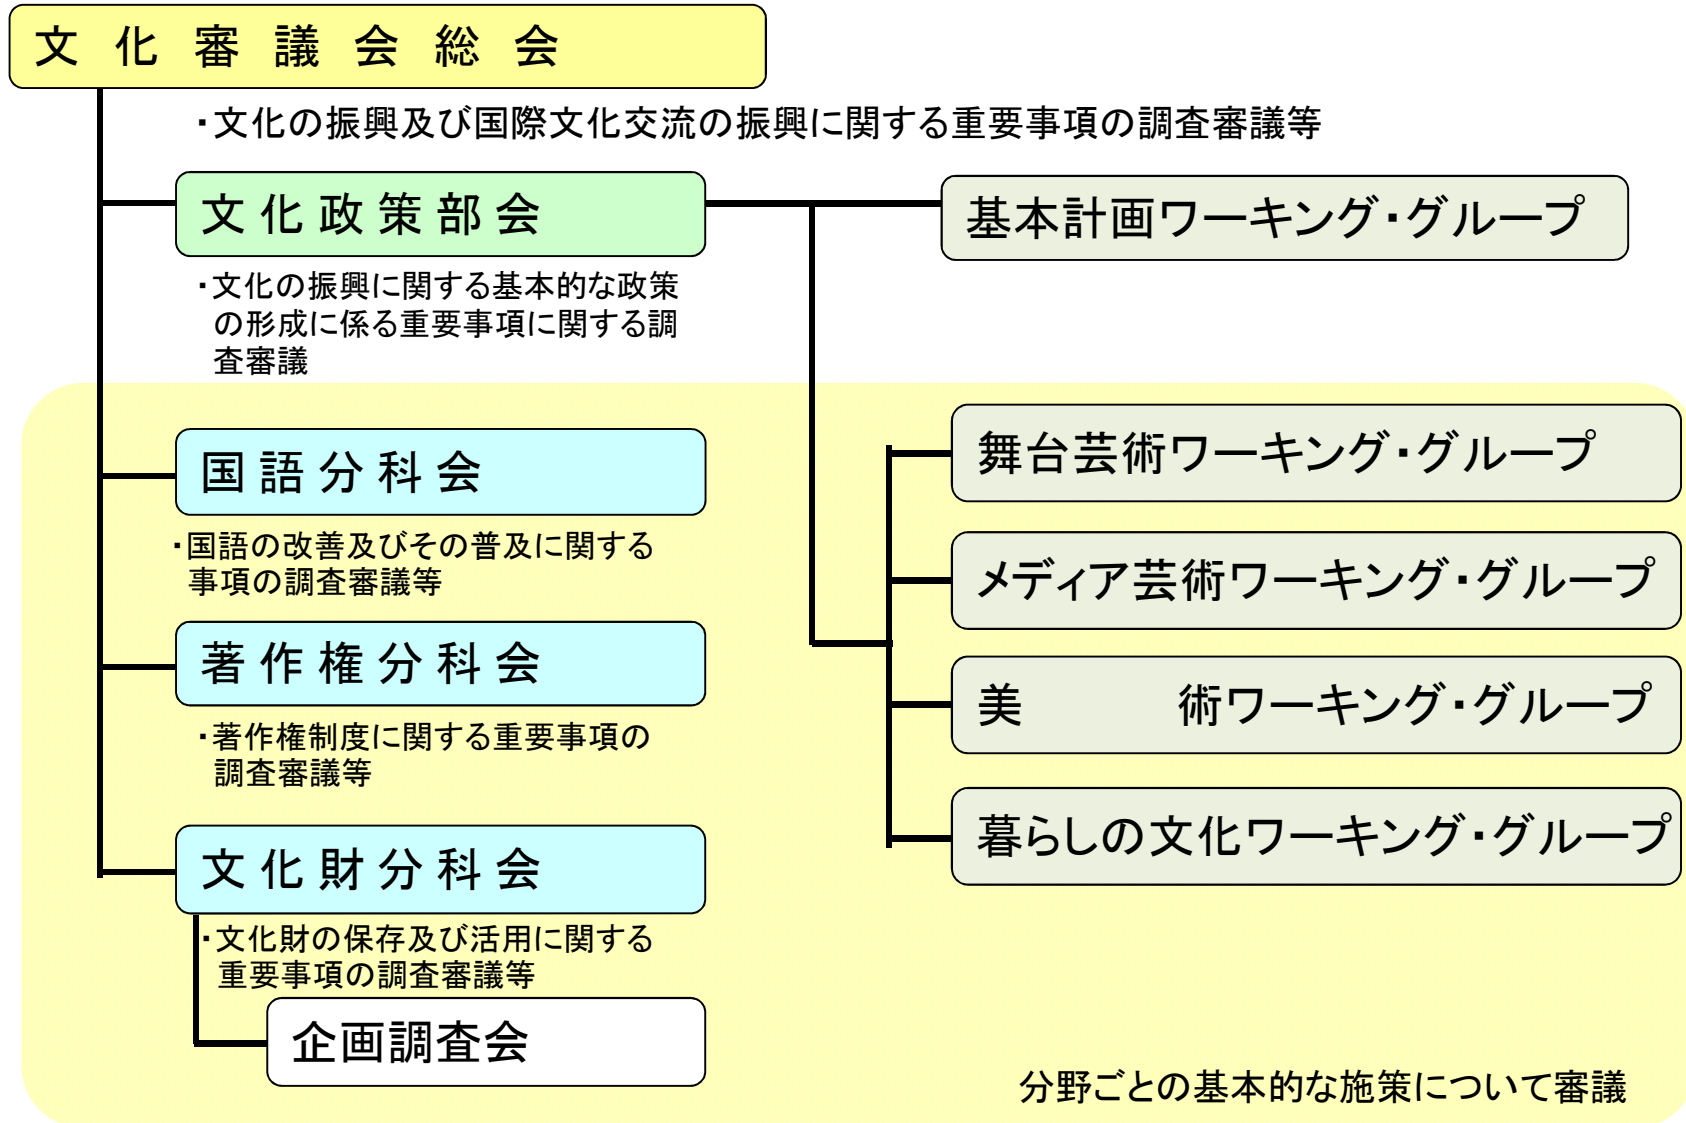 文化審議会総会
・文化の振興及び国際文化交流の振興に関する重要事項の調査審議等
文化政策部会
・文化の振興に関する基本的な政策
の形成に係る重要事項に関する調
査審議
基本計画ワーキング・グループ
国語分科会
・国語の改善及びその普及に関する
事項の調査審議等
著作権分科会
・著作権制度に関する重要事項の
調査審議等
文化財分科会
・文化財の保存及び活用に関する
重要事項の調査審議等
企画調査会
舞台芸術ワーキング・グループ
メディア芸術ワーキング・グループ
美　　　術ワーキング・グループ
暮らしの文化ワーキング・グループ
分野ごとの基本的な施策について審議